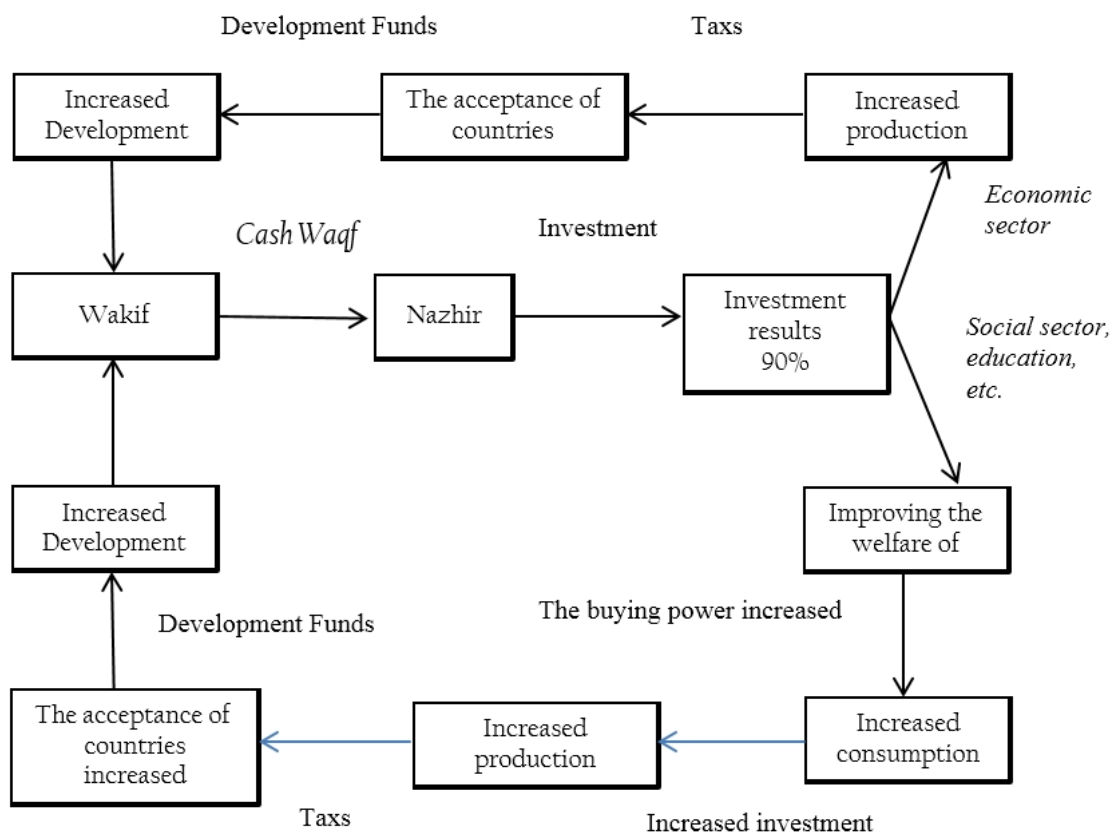 Development Funds
Taxs
Increased
Development
The acceptance of
countries
Increased
production
Economic
sector
Cash Waqf
Investment
Wakif
Nazhir
Investment
results
90%
Social sector,
education,
etc.
Increased
Development
Improving the
welfare of
The buying power increased
Development Funds
The acceptance of
countries
increased
Increased
production
Increased
consumption
Taxs
Increased investment